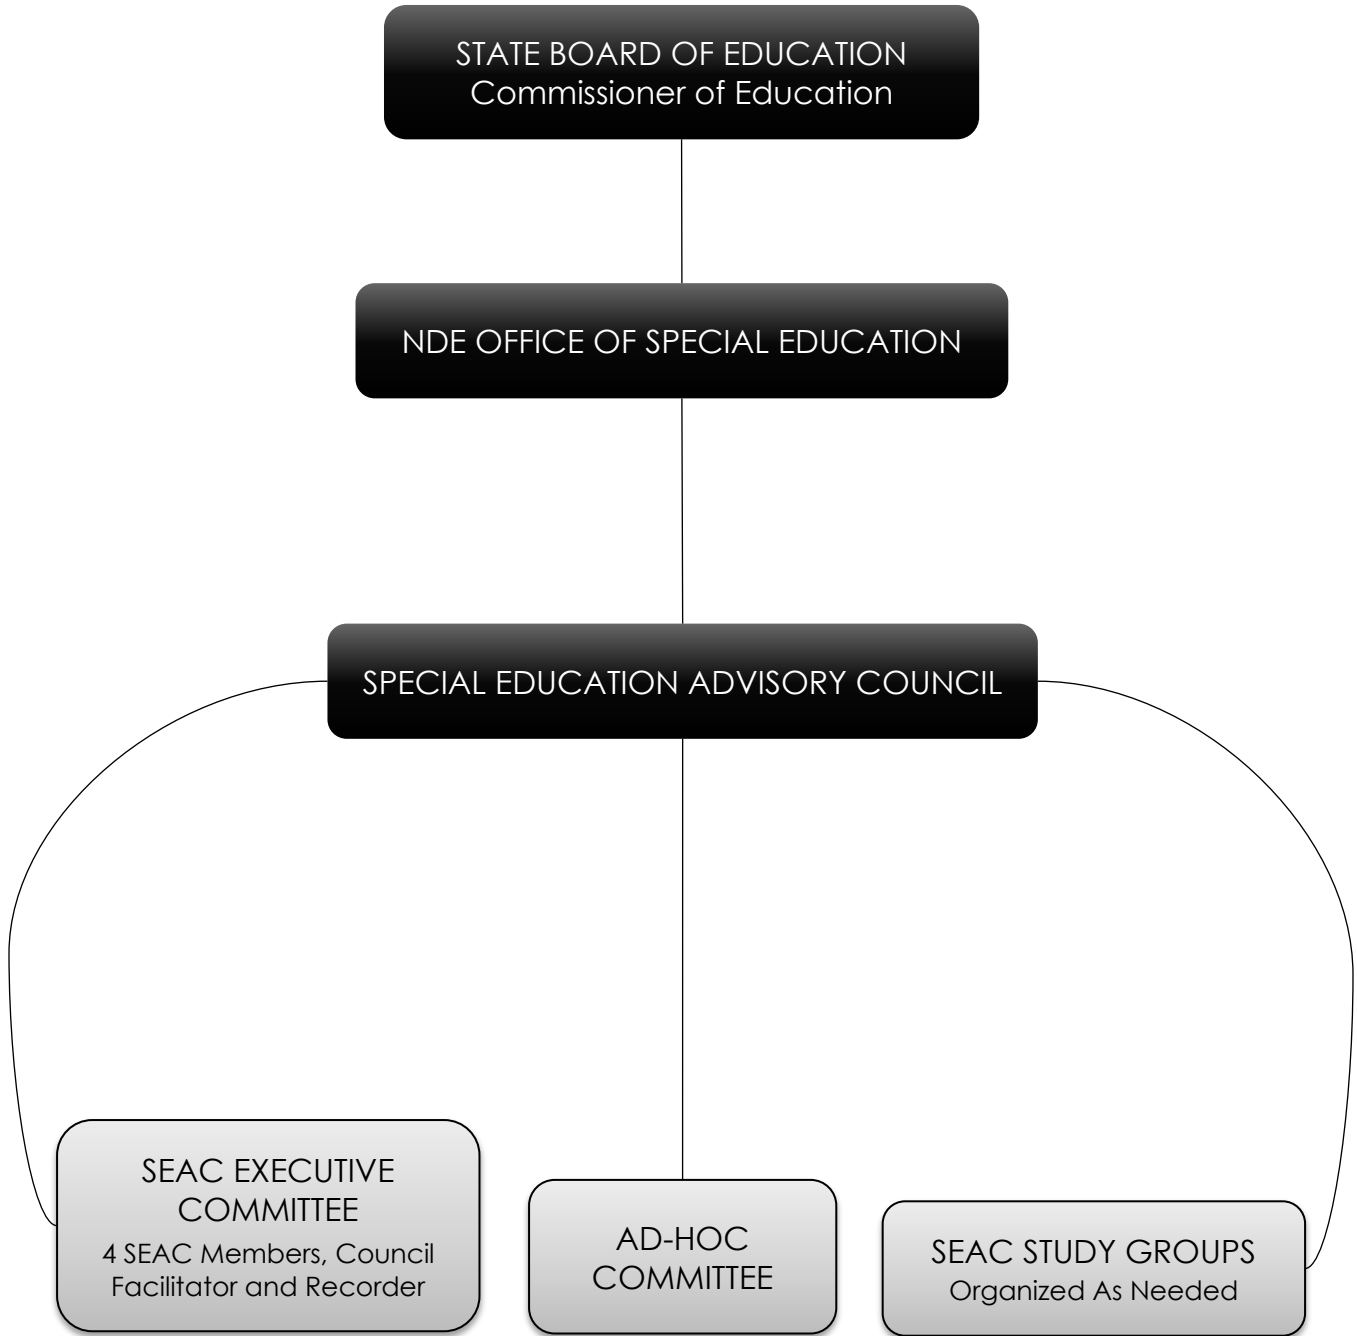 STATE BOARD OF EDUCATION
Commissioner of Education
NDE OFFICE OF SPECIAL EDUCATION
SPECIAL EDUCATION ADVISORY COUNCIL
SEAC EXECUTIVE
COMMITTEE
4 SEAC Members, Council
Facilitator and Recorder
AD-HOC
COMMITTEE
SEAC STUDY GROUPS
Organized As Needed